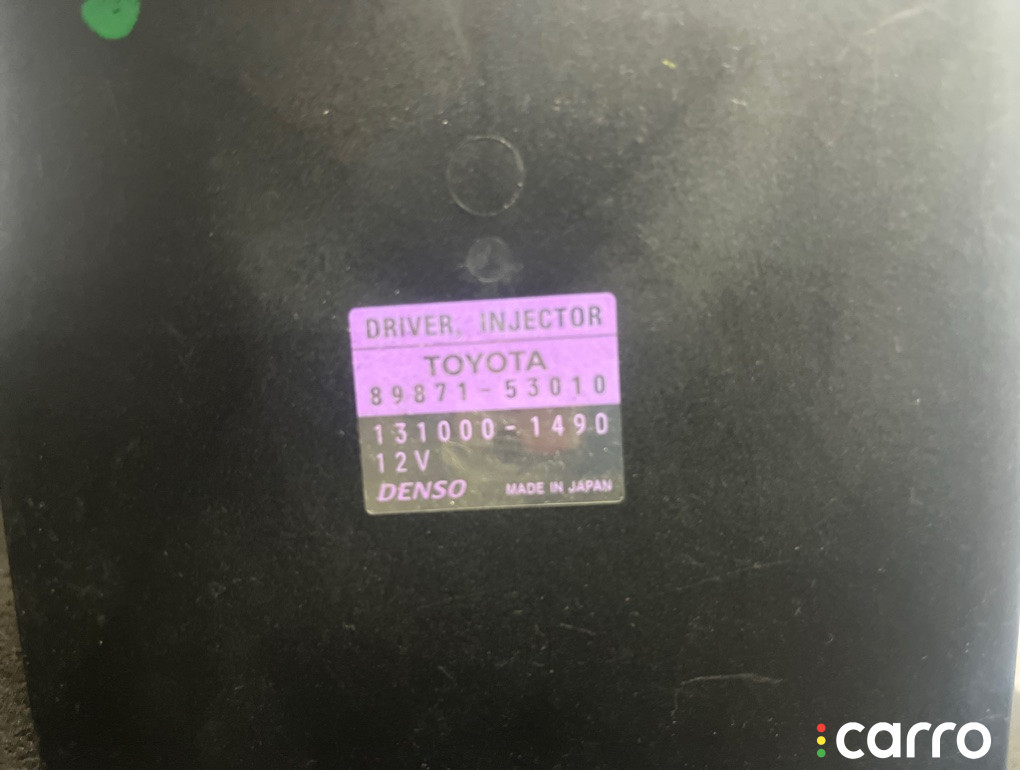 DRIVER, INJECTOR
TOYOTA
89871-53010
131000-1490
12V
DENSO MADE IN JAPAN
carro